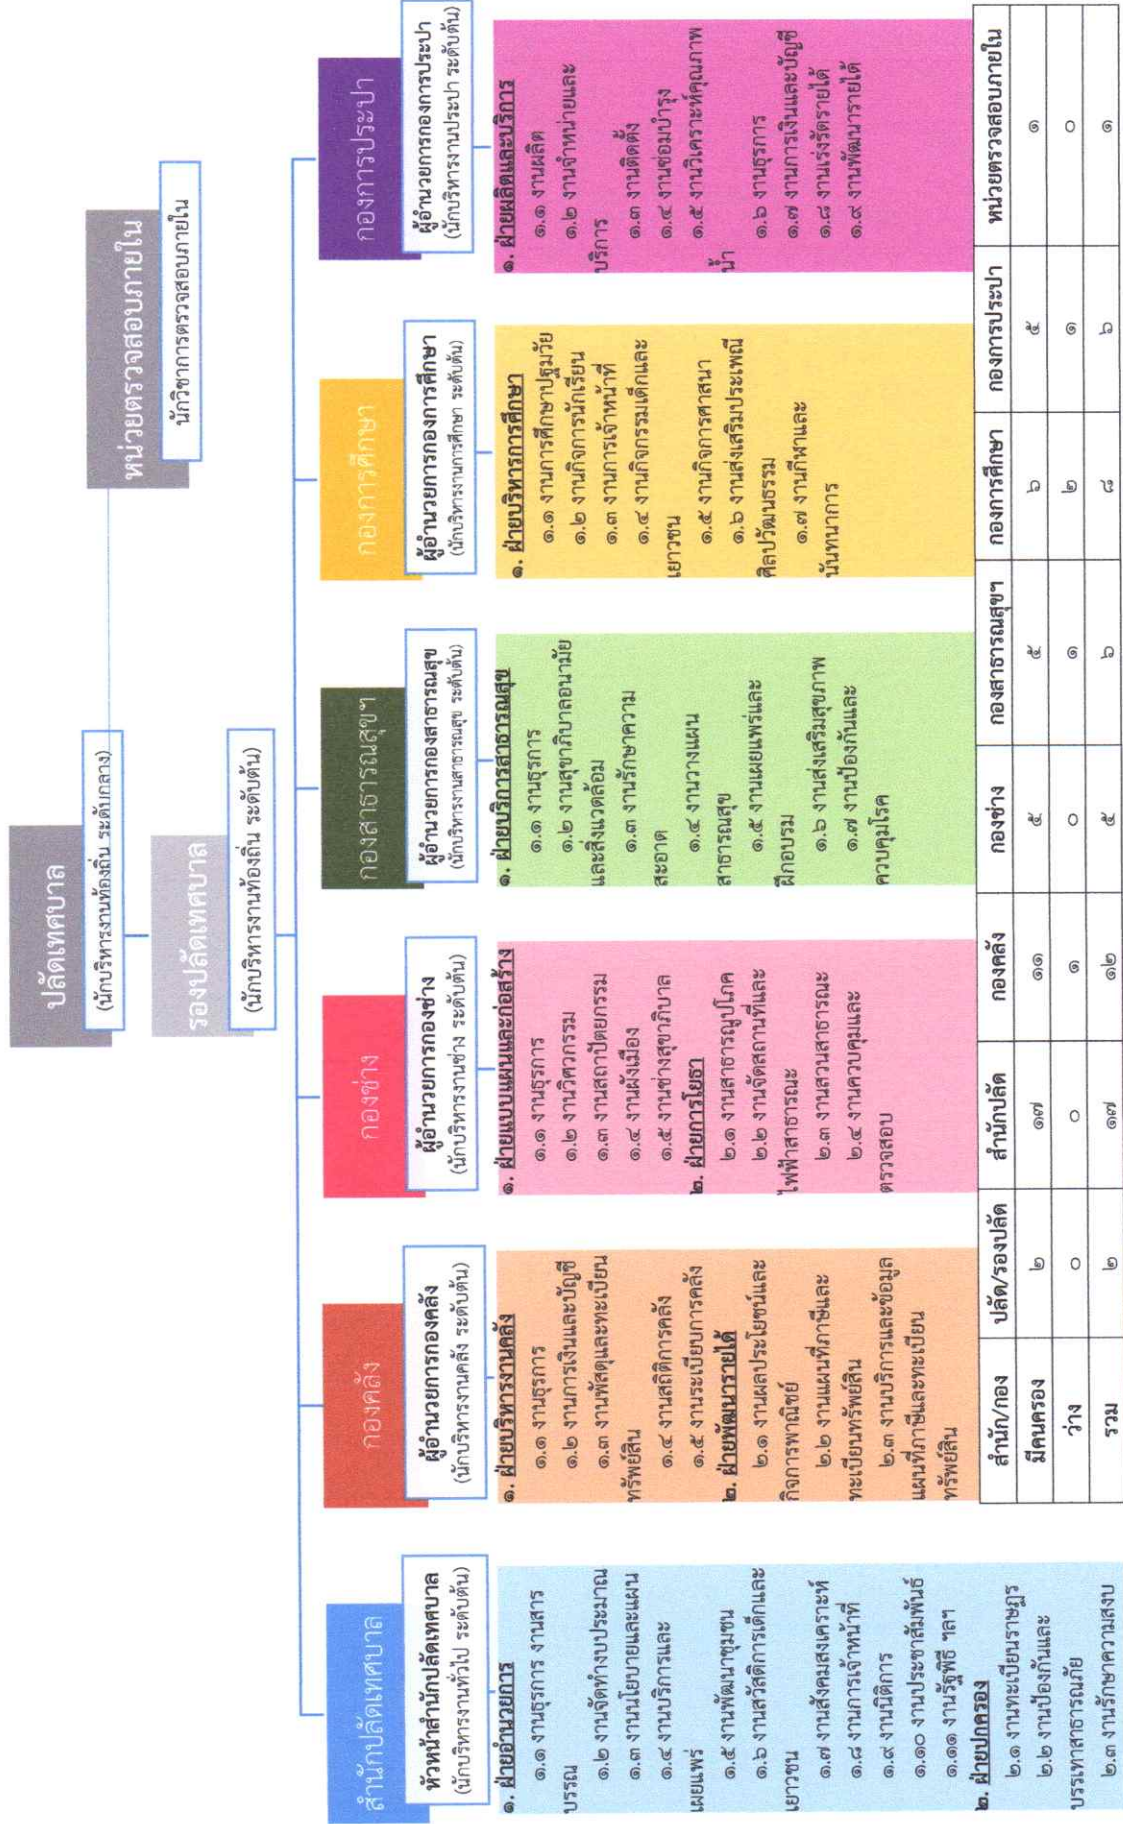 ปลัดเทศบาล
(นักบริหารงานท้องถิ่น ระดับกลาง)
หน่วยตรวจสอบภายใน
นักวิชาการตรวจสอบภายใน
รองปลัดเทศบาล
(นักบริหารงานท้องถิ่น ระดับต้น)
สำนักปลัดเทศบาล
หัวหน้าสำนักปลัดเทศบาล
(นักบริหารงานทั่วไป ระดับต้น)
๑. ฝ่ายอำนวยการ
๑.๑ งานธุรการ งานสาร
บรรณ
๑.๒ งานจัดทำงบประมาณ
๑.๓ งานนโยบายและแผน
๑.๔ งานบริการและ
เผยแพร่
๑.๕ งานพัฒนาชุมชน
๑.๖ งานสวัสดิการเด็กและ
เยาวชน
๑.๗ งานสังคมสงเคราะห์
๑.๘ งานการเจ้าหน้าที่
๑.๙ งานนิติการ
๑.๑๐ งานประชาสัมพันธ์
๑.๑๑ งานรัฐพิธี ฯลฯ
๒. ฝ่ายปกครอง
๒.๑ งานทะเบียนราษฎร
๒.๒ งานป้องกันและ
บรรเทาสาธารณภัย
๒.๓ งานรักษาความสงบ
กองคลัง
ผู้อำนวยการกองคลัง
(นักบริหารงานคลัง ระดับต้น)
๑. ฝ่ายบริหารงานคลัง
๑.๑ งานธุรการ
๑.๒ งานการเงินและบัญชี
๑.๓ งานพัสดุและทะเบียน
ทรัพย์สิน
๑.๔ งานสถิติการคลัง
๑.๕ งานระเบียบการคลัง
๒. ฝ่ายพัฒนารายได้
๒.๑ งานผลประโยชน์และ
กิจการพาณิชย์
๒.๒ งานแผนที่ภาษีและ
ทะเบียนทรัพย์สิน
๒.๓ งานบริการและข้อมูล
แผนที่ภาษีและทะเบียน
ทรัพย์สิน
กองช่าง
ผู้อำนวยการกองช่าง
(นักบริหารงานช่าง ระดับต้น)
๑. ฝ่ายแบบแผนและก่อสร้าง
๑.๑ งานธุรการ
๑.๒ งานวิศวกรรม
๑.๓ งานสถาปัตยกรรม
๑.๔ งานผังเมือง
๑.๕ งานช่างสุขาภิบาล
๒. ฝ่ายการโยธา
๒.๑ งานสาธารณูปโภค
๒.๒ งานจัดสถานที่และ
ไฟฟ้าสาธารณะ
๒.๓ งานสวนสาธารณะ
๒.๔ งานควบคุมและ
ตรวจสอบ
กองสาธารณสุขฯ
ผู้อำนวยการกองสาธารณสุข
(นักบริหารงานสาธารณสุข ระดับต้น)
๑. ฝ่ายบริการสาธารณสุข
๑.๑ งานธุรการ
๑.๒ งานสุขาภิบาลอนามัย
และสิ่งแวดล้อม
๑.๓ งานรักษาความ
สะอาด
๑.๔ งานวางแผน
สาธารณสุข
๑.๕ งานเผยแพร่และ
ฝึกอบรม
๑.๖ งานส่งเสริมสุขภาพ
๑.๗ งานป้องกันและ
ควบคุมโรค
กองการศึกษา
ผู้อำนวยการกองการศึกษา
(นักบริหารงานการศึกษา ระดับต้น)
๑. ฝ่ายบริหารการศึกษา
๑.๑ งานการศึกษาปฐมวัย
๑.๒ งานกิจการนักเรียน
๑.๓ งานการเจ้าหน้าที่
๑.๔ งานกิจกรรมเด็กและ
เยาวชน
๑.๕ งานกิจการศาสนา
๑.๖ งานส่งเสริมประเพณี
ศิลปวัฒนธรรม
๑.๗ งานกีฬาและ
นันทนาการ
กองการประปา
ผู้อำนวยการกองการประปา
(นักบริหารงานประปา ระดับต้น)
๑. ฝ่ายผลิตและบริการ
๑.๑ งานผลิต
๑.๒ งานจำหน่ายและ
บริการ
๑.๓ งานติดตั้ง
๑.๔ งานซ่อมบำรุง
๑.๕ งานวิเคราะห์คุณภาพ
น้ำ
๑.๖ งานธุรการ
๑.๗ งานการเงินและบัญชี
๑.๘ งานเร่งรัดรายได้
๑.๙ งานพัฒนารายได้
สำนัก/กอง ปลัด/รองปลัด สำนักปลัด กองคลัง กองช่าง กองสาธารณสุขฯ กองการศึกษา กองการประปา หน่วยตรวจสอบภายใน
มีคนครอง ๒ ๑๗ ๑๑ ๕ ๕ ๖ ๕ ๑
ว่าง ๐ ๐ ๑ ๐ ๑ ๒ ๑ ๐
รวม ๒ ๑๗ ๑๒ ๕ ๖ ๘ ๖ ๑